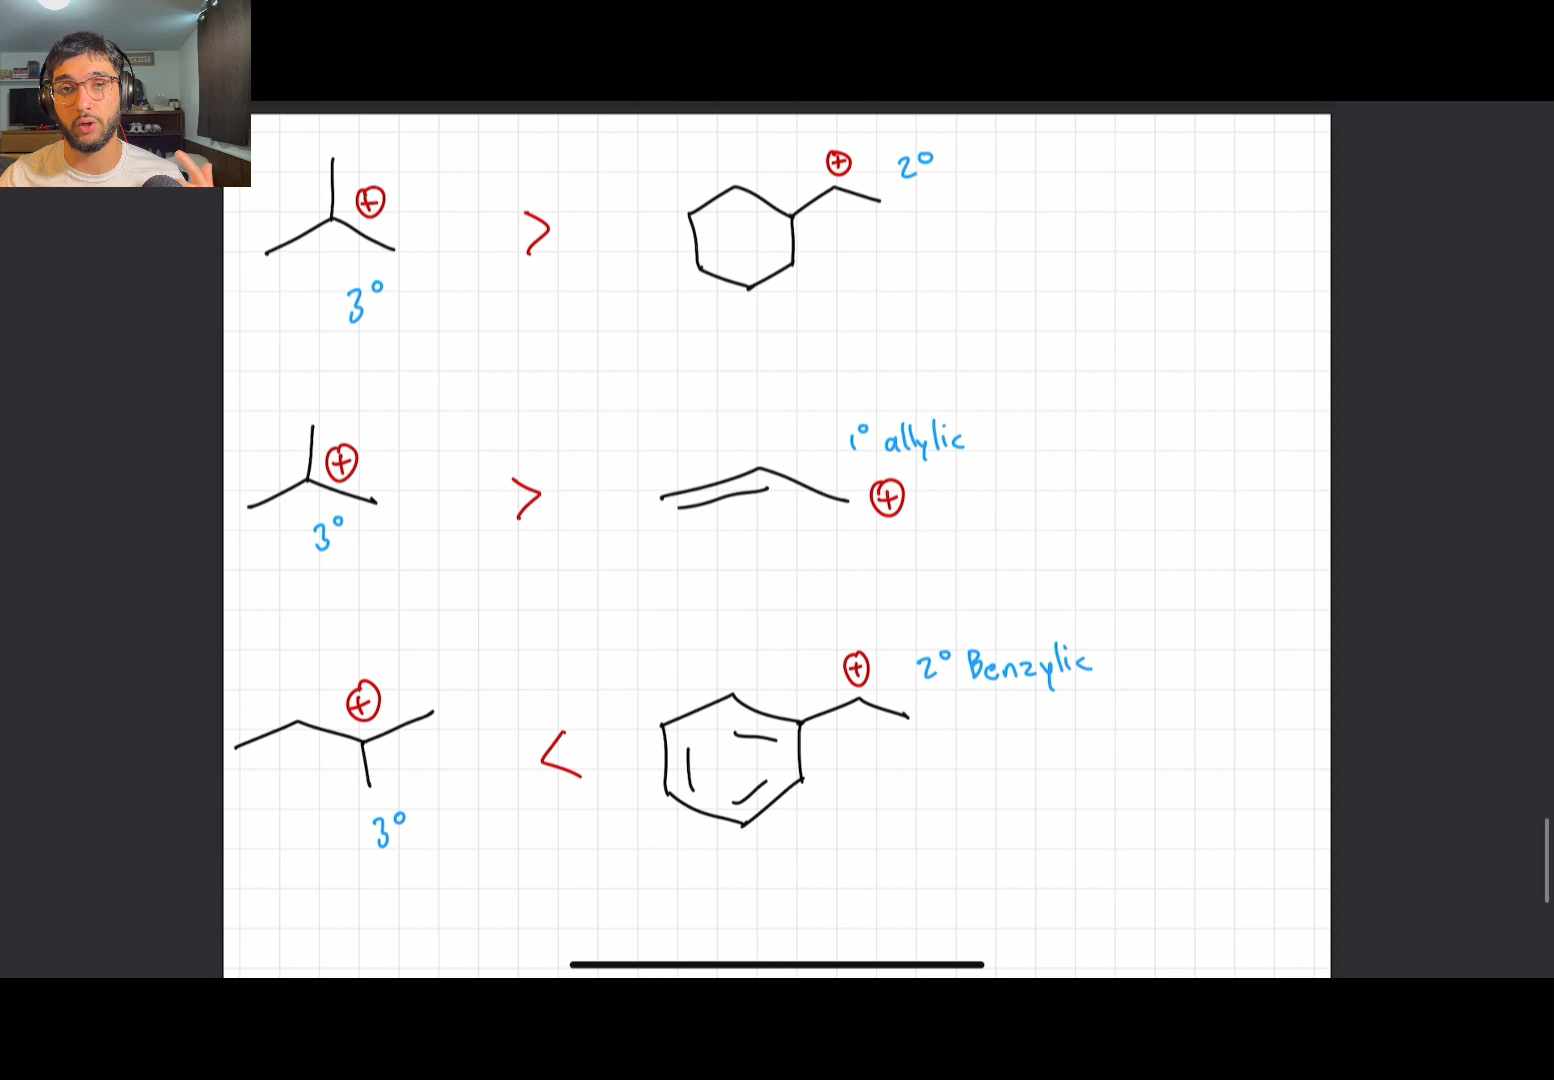 ⊕ 2°
⊕ >
3°
1° allylic
⊕ > ⊕
3°
⊕ 2° Benzylic
⊕ <
3°